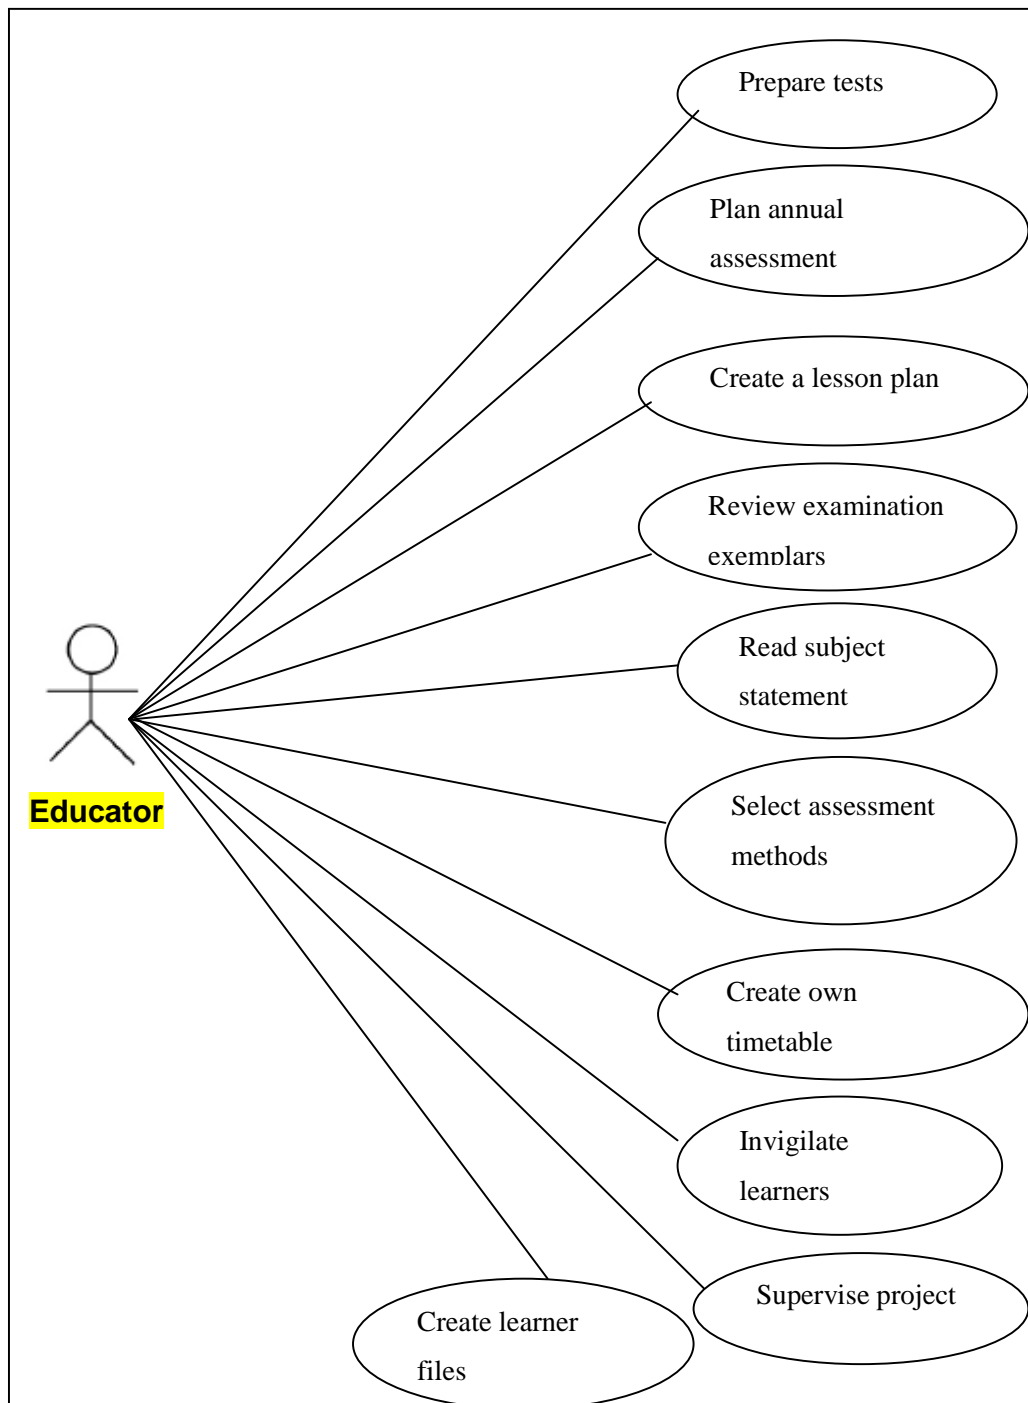 Prepare tests
Plan annual
assessment
Create a lesson plan
Review examination
exemplars
Read subject
statement
Educator
Select assessment
methods
Create own
timetable
Invigilate
learners
Supervise project
Create learner
files